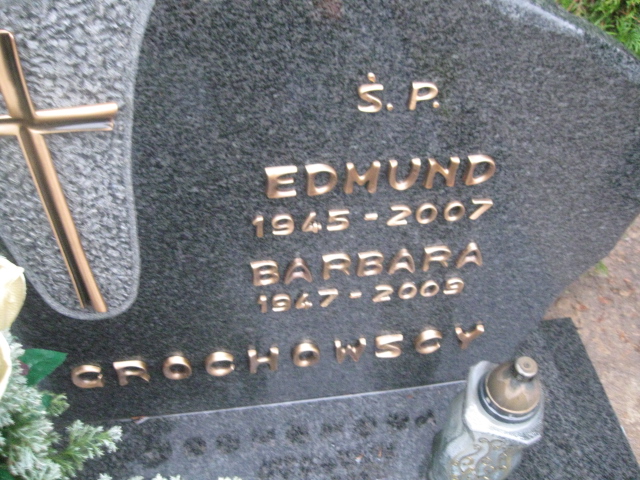 Ś. P.
EDMUND
1945-2007
BARBARA
1947-2009
GROCHOWSCY